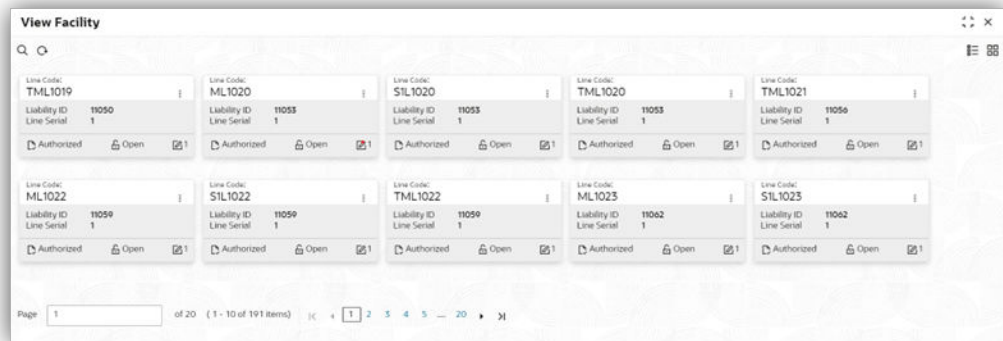 View Facility
Line Code: Line Code: Line Code: Line Code: Line Code:
TML1019 ML1020 S1L1020 TML1020 TML1021
Liability ID 11050 Liability ID 11053 Liability ID 11053 Liability ID 11053 Liability ID 11056
Line Serial 1 Line Serial 1 Line Serial 1 Line Serial 1 Line Serial 1
Authorized Open 1 Authorized Open 1 Authorized Open 1 Authorized Open 1 Authorized Open 1
Line Code: Line Code: Line Code: Line Code: Line Code:
ML1022 S1L1022 TML1022 ML1023 S1L1023
Liability ID 11059 Liability ID 11059 Liability ID 11059 Liability ID 11062 Liability ID 11062
Line Serial 1 Line Serial 1 Line Serial 1 Line Serial 1 Line Serial 1
Authorized Open 1 Authorized Open 1 Authorized Open 1 Authorized Open 1 Authorized Open 1
Page 1 of 20 (1 - 10 of 191 items) 1 2 3 4 5 ... 20